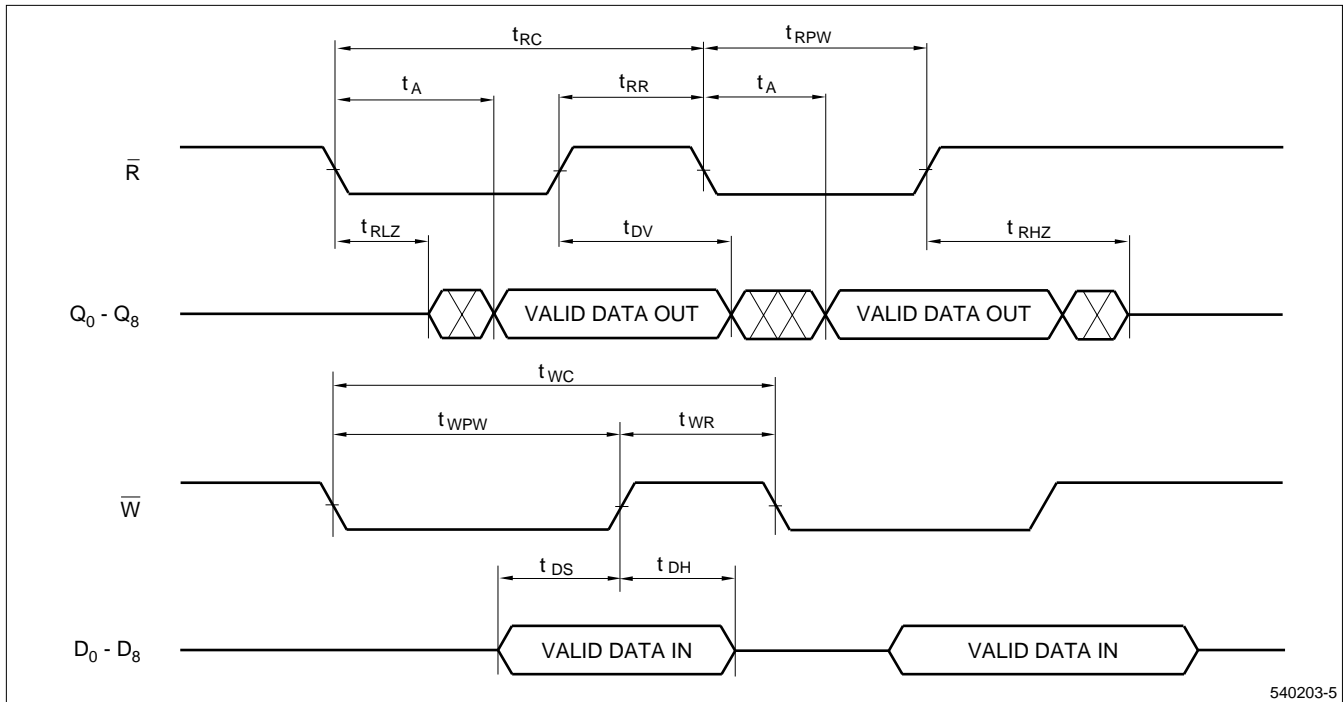 tRC
tRPW
tA
tRR
tA
R̅
tRLZ
tDV
tRHZ
Q0 - Q8
VALID DATA OUT
VALID DATA OUT
tWC
tWPW
tWR
W̅
tDS
tDH
D0 - D8
VALID DATA IN
VALID DATA IN
540203-5